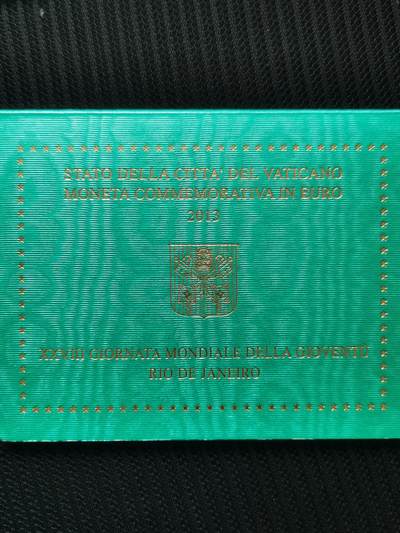 STATO DELLA CITTA' DEL VATICANO
MONETA COMMEMORATIVA IN EURO
2013
XXVIII GIORNATA MONDIALE DELLA GIOVENTÙ
RIO DE JANEIRO